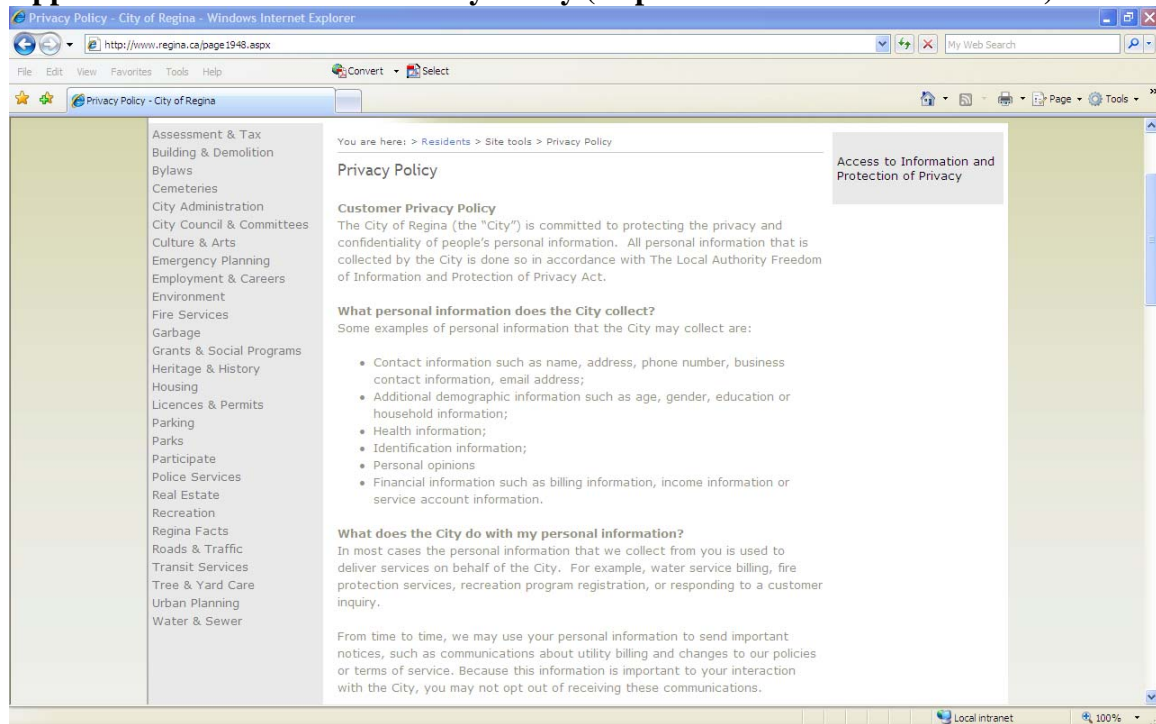 Privacy Policy - City of Regina - Windows Internet Explorer
http://www.regina.ca/page1948.aspx
My Web Search
File Edit View Favorites Tools Help
Convert Select
Privacy Policy - City of Regina
Page Tools
Assessment & Tax
Building & Demolition
Bylaws
Cemeteries
City Administration
City Council & Committees
Culture & Arts
Emergency Planning
Employment & Careers
Environment
Fire Services
Garbage
Grants & Social Programs
Heritage & History
Housing
Licences & Permits
Parking
Parks
Participate
Police Services
Real Estate
Recreation
Regina Facts
Roads & Traffic
Transit Services
Tree & Yard Care
Urban Planning
Water & Sewer
You are here: > Residents > Site tools > Privacy Policy
Privacy Policy
Customer Privacy Policy
The City of Regina (the “City”) is committed to protecting the privacy and
confidentiality of people’s personal information. All personal information that is
collected by the City is done so in accordance with The Local Authority Freedom
of Information and Protection of Privacy Act.
What personal information does the City collect?
Some examples of personal information that the City may collect are:
• Contact information such as name, address, phone number, business
contact information, email address;
• Additional demographic information such as age, gender, education or
household information;
• Health information;
• Identification information;
• Personal opinions
• Financial information such as billing information, income information or
service account information.
What does the City do with my personal information?
In most cases the personal information that we collect from you is used to
deliver services on behalf of the City. For example, water service billing, fire
protection services, recreation program registration, or responding to a customer
inquiry.
From time to time, we may use your personal information to send important
notices, such as communications about utility billing and changes to our policies
or terms of service. Because this information is important to your interaction
with the City, you may not opt out of receiving these communications.
Access to Information and
Protection of Privacy
Local intranet
100%